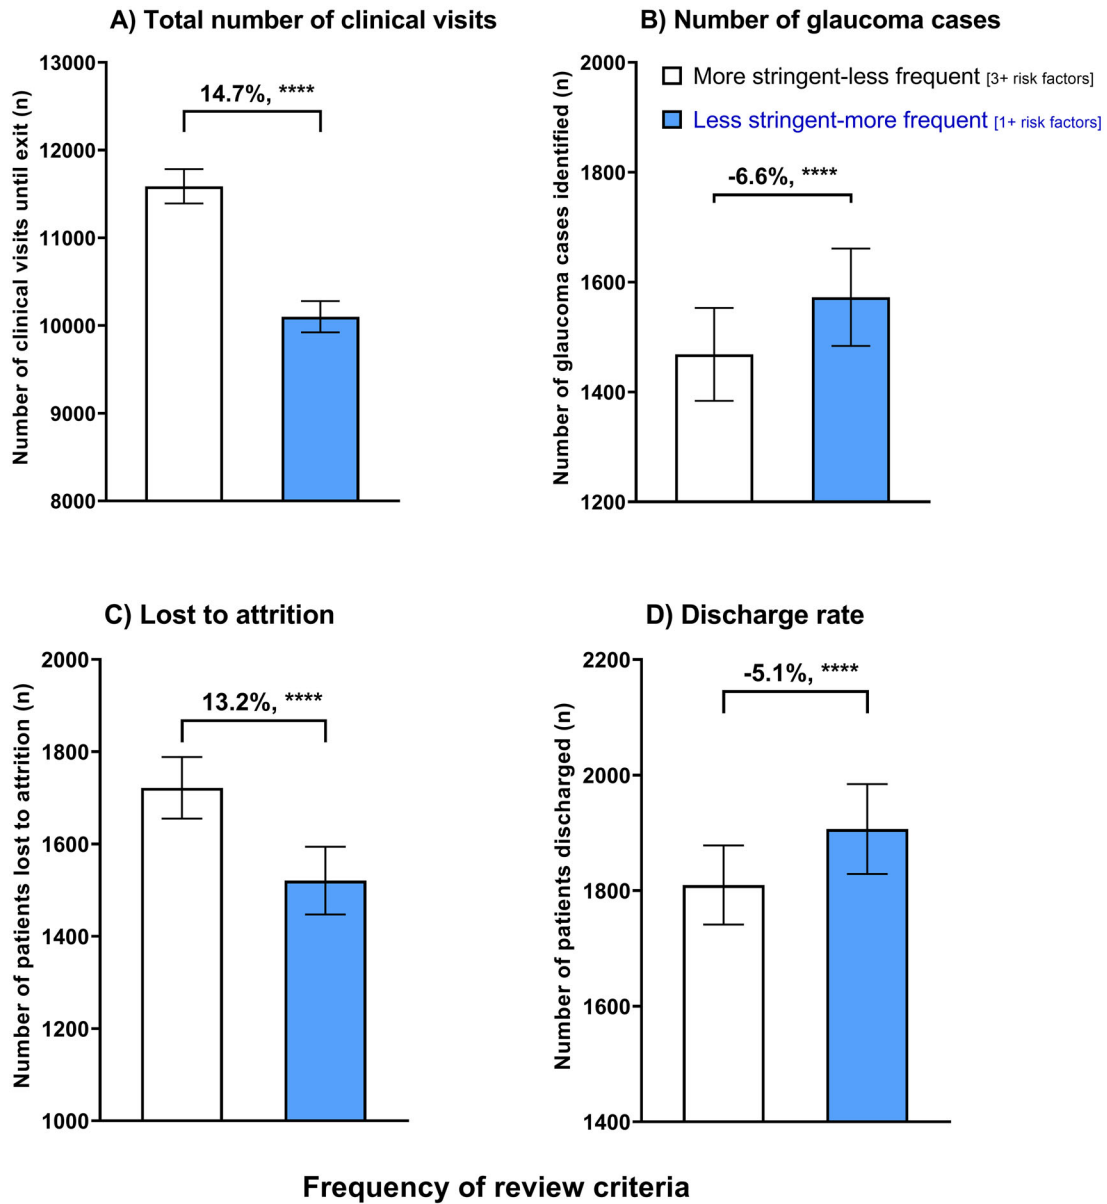 A) Total number of clinical visits
Number of clinical visits until exit (n)
13000
12000
11000
10000
9000
8000
14.7%, ****
B) Number of glaucoma cases
Number of glaucoma cases identified (n)
2000
1800
1600
1400
1200
More stringent-less frequent [3+ risk factors]
Less stringent-more frequent [1+ risk factors]
-6.6%, ****
C) Lost to attrition
Number of patients lost to attrition (n)
2000
1800
1600
1400
1200
1000
13.2%, ****
D) Discharge rate
Number of patients discharged (n)
2200
2000
1800
1600
1400
-5.1%, ****
Frequency of review criteria